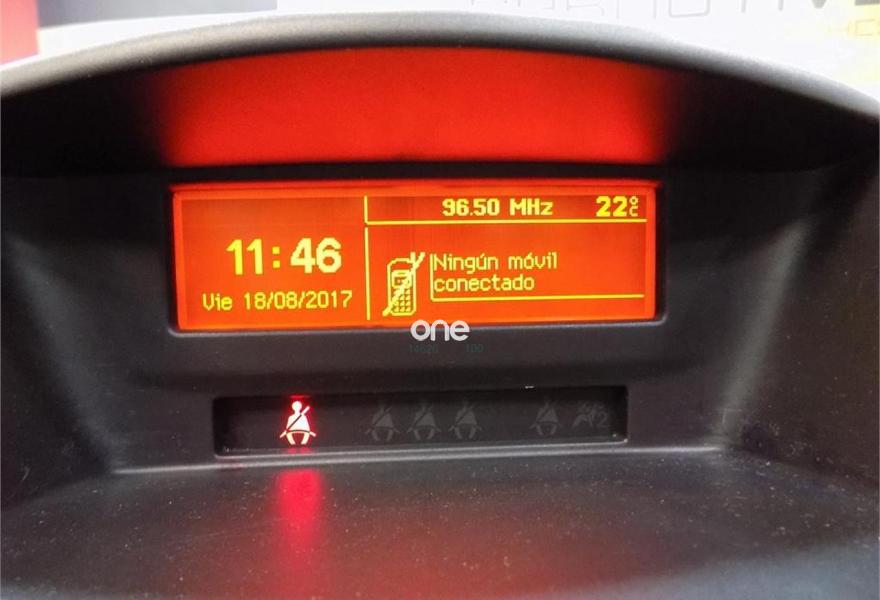 96.50 MHz 22°C
11:46
Ningún móvil
conectado
Vie 18/08/2017
one